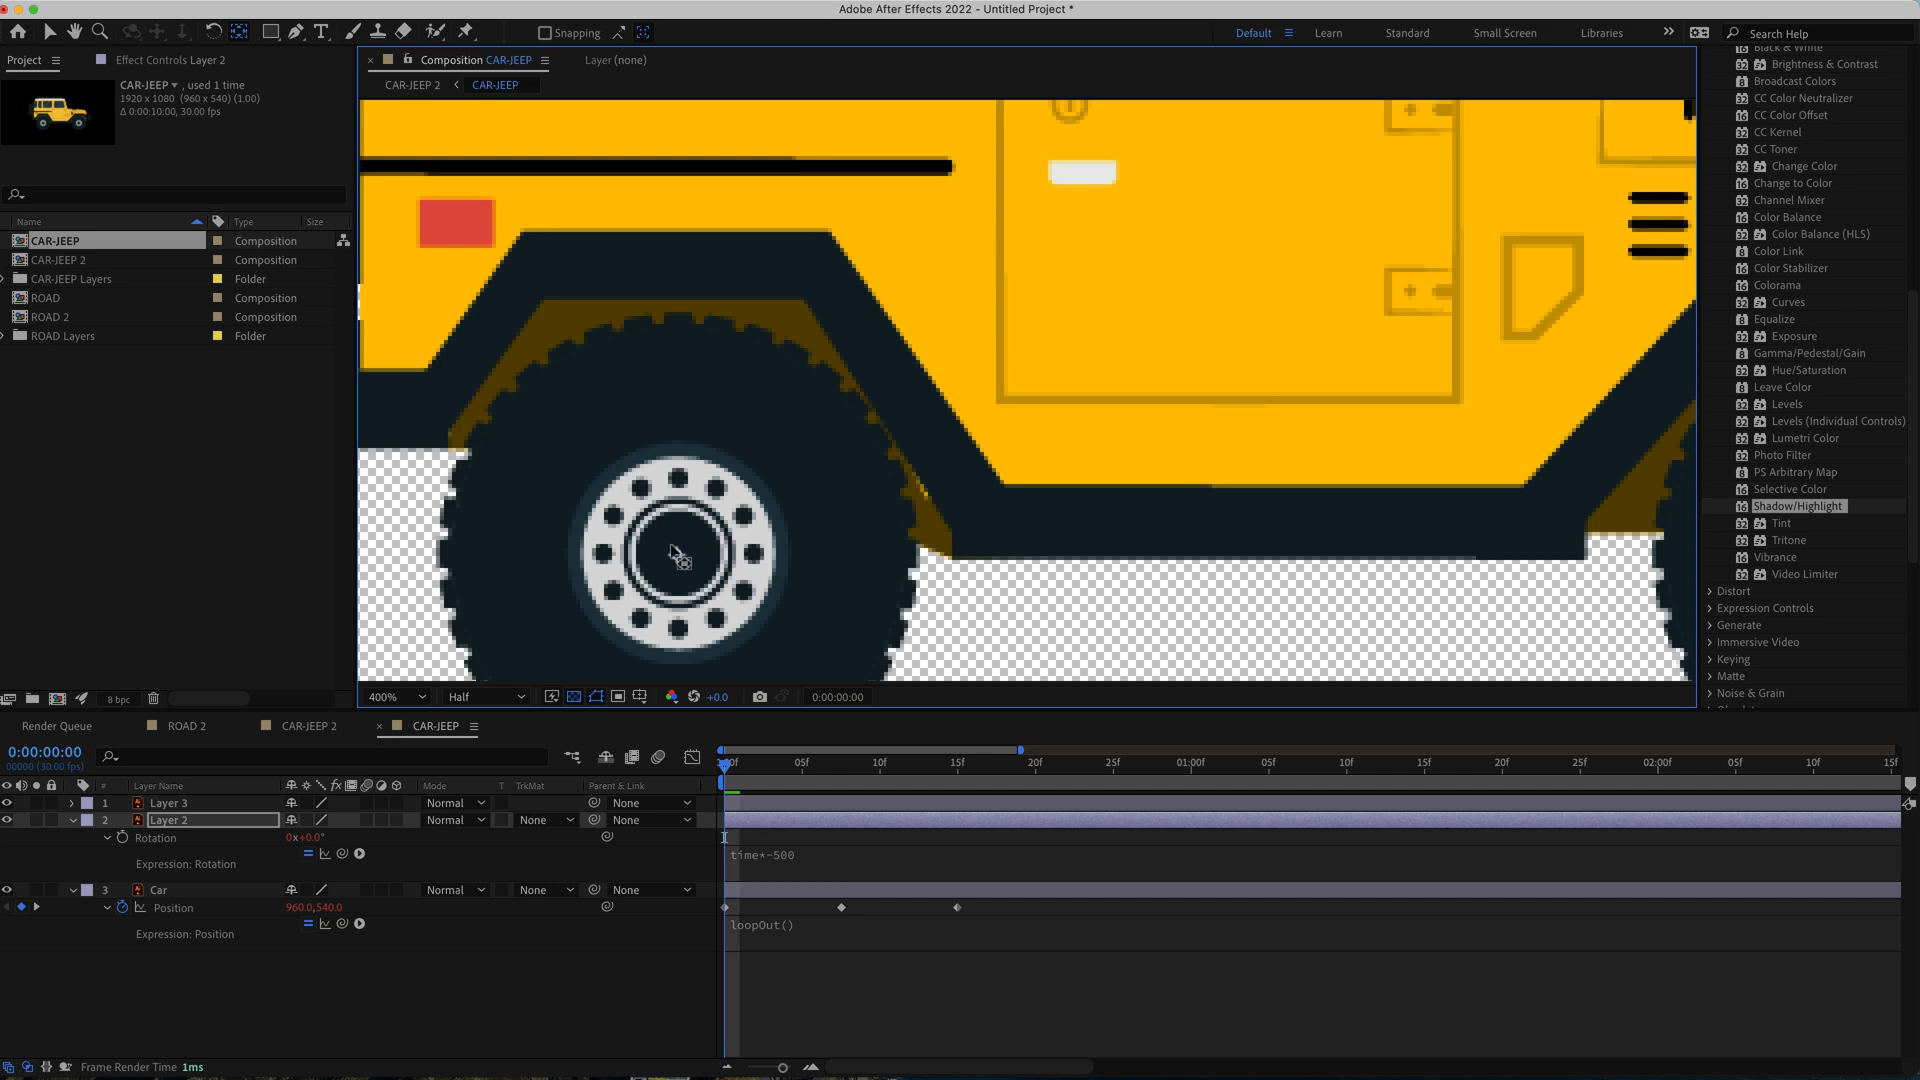 Adobe After Effects 2022 - Untitled Project *
Snapping
Default
Learn
Standard
Small Screen
Libraries
Search Help
Project
Effect Controls Layer 2
Composition CAR-JEEP
Layer (none)
CAR-JEEP 2
CAR-JEEP
CAR-JEEP, used 1 time
1920 x 1080 (960 x 540) (1.00)
Δ 0:00:10:00, 30.00 fps
Name
Type
Size
CAR-JEEP
Composition
CAR-JEEP 2
Composition
CAR-JEEP Layers
Folder
ROAD
Composition
ROAD 2
Composition
ROAD Layers
Folder
8 bpc
Black & White
Brightness & Contrast
Broadcast Colors
CC Color Neutralizer
CC Color Offset
CC Kernel
CC Toner
Change Color
Change to Color
Channel Mixer
Color Balance
Color Balance (HLS)
Color Link
Color Stabilizer
Colorama
Curves
Equalize
Exposure
Gamma/Pedestal/Gain
Hue/Saturation
Leave Color
Levels
Levels (Individual Controls)
Lumetri Color
Photo Filter
PS Arbitrary Map
Selective Color
Shadow/Highlight
Tint
Tritone
Vibrance
Video Limiter
Distort
Expression Controls
Generate
Immersive Video
Keying
Matte
Noise & Grain
400%
Half
+0.0
0:00:00:00
Render Queue
ROAD 2
CAR-JEEP 2
CAR-JEEP
0:00:00:00
00000 (30.00 fps)
05f
10f
15f
20f
25f
01:00f
05f
10f
15f
20f
25f
02:00f
05f
10f
15f
#
Layer Name
Mode
T
TrkMat
Parent & Link
1
Layer 3
Normal
None
2
Layer 2
Normal
None
None
Rotation
0x+0.0°
Expression: Rotation
time*-500
3
Car
Normal
None
None
Position
960.0,540.0
Expression: Position
loopOut()
Frame Render Time 1ms